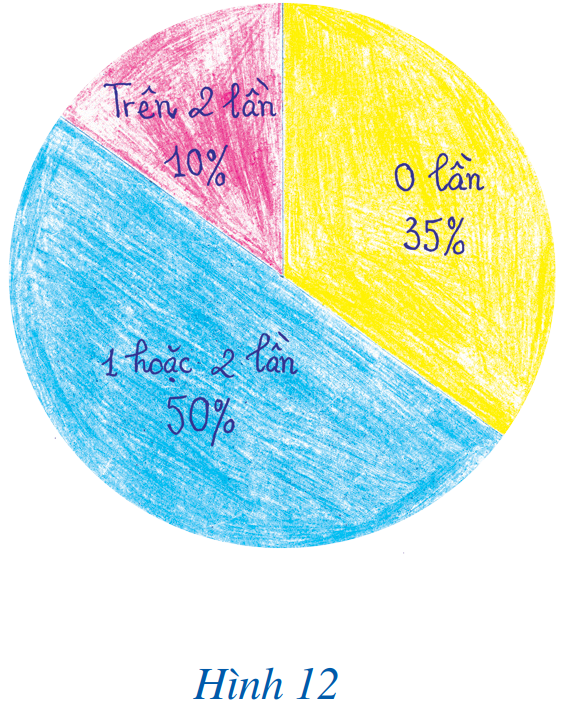 Trên 2 lần
10%
0 lần
35%
1 hoặc 2 lần
50%
Hình 12